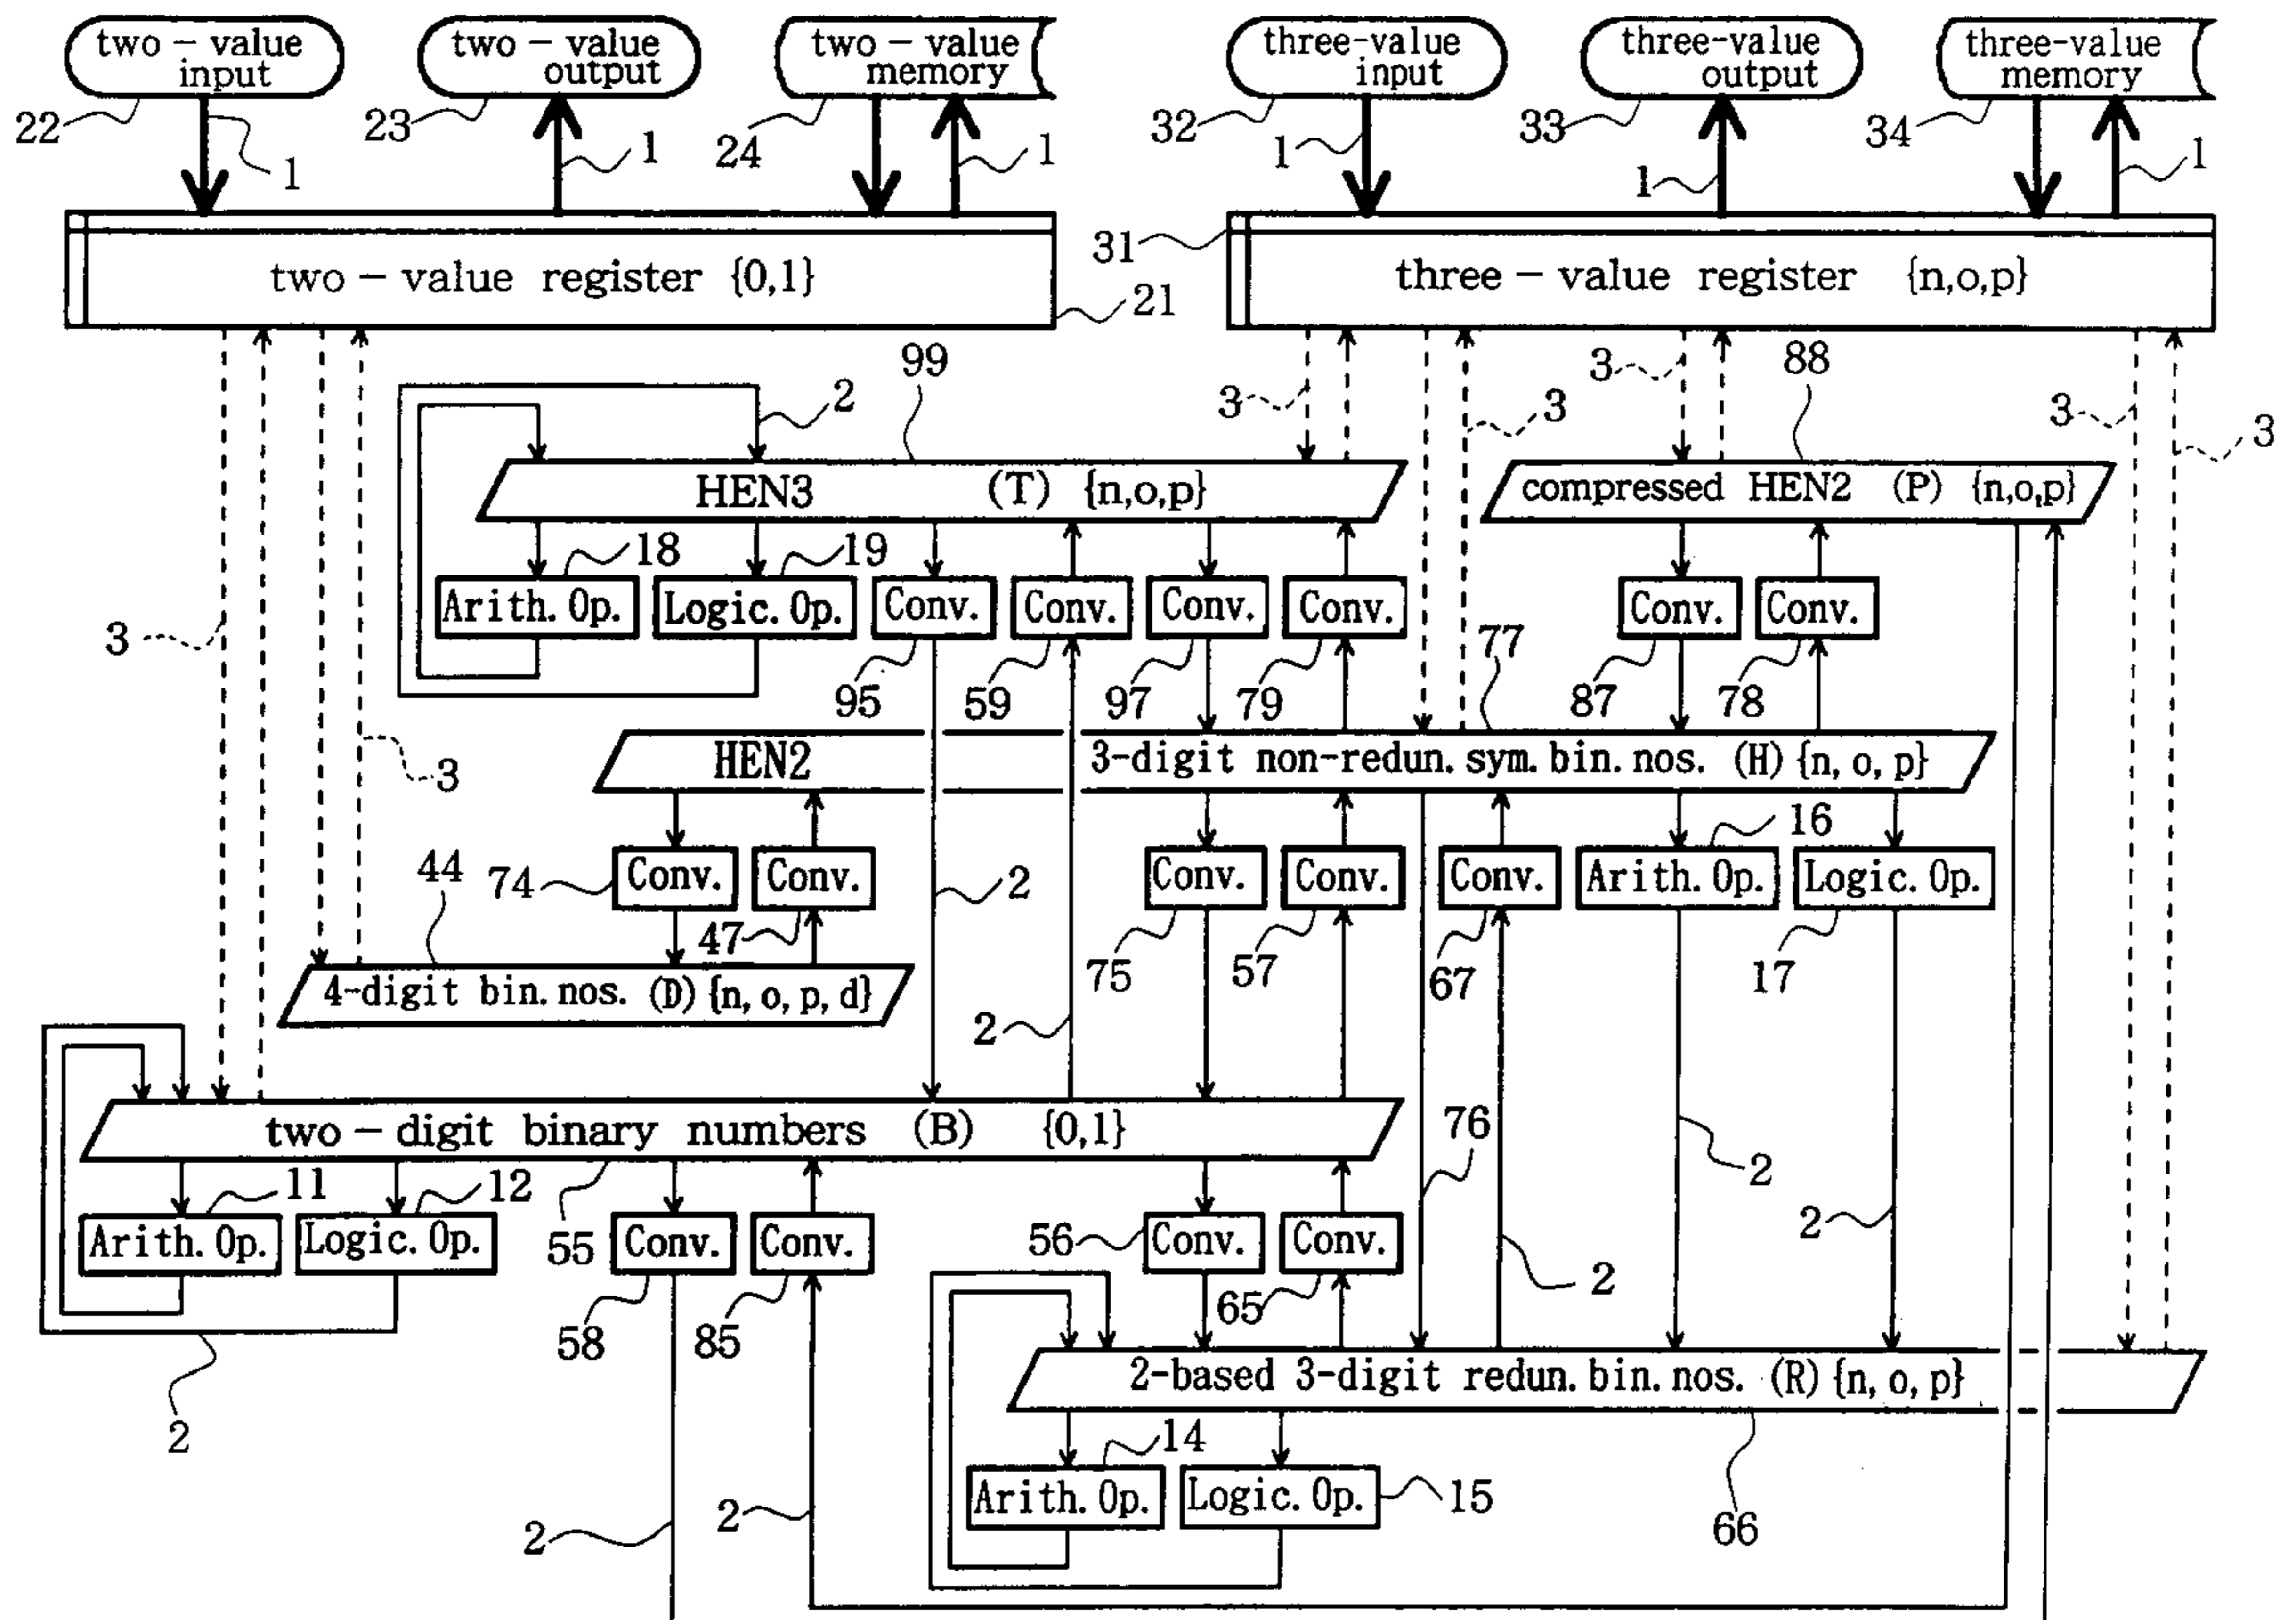 two - value input
two - value output
two - value memory
three-value input
three-value output
three-value memory
22
1
23
1
24
1
32
1
33
1
34
1
two - value register {0,1}
21
31
three - value register {n,o,p}
99
2
3
3
3
88
3
3
HEN3 (T) {n,o,p}
compressed HEN2 (P) {n,o,p}
18
19
Arith. Op.
Logic. Op.
Conv.
Conv.
Conv.
Conv.
Conv.
Conv.
3
95
59
97
79
77
87
78
3
HEN2 3-digit non-redun. sym. bin. nos. (H) {n, o, p}
16
44
74
Conv.
Conv.
2
Conv.
Conv.
Conv.
Arith. Op.
Logic. Op.
47
75
57
67
17
4-digit bin. nos. (D) {n, o, p, d}
2
two - digit binary numbers (B) {0,1}
76
2
11
12
2
Arith. Op.
Logic. Op.
55
Conv.
Conv.
56
Conv.
Conv.
2
58
85
65
2
2-based 3-digit redun. bin. nos. (R) {n, o, p}
14
Arith. Op.
Logic. Op.
15
2
2
66